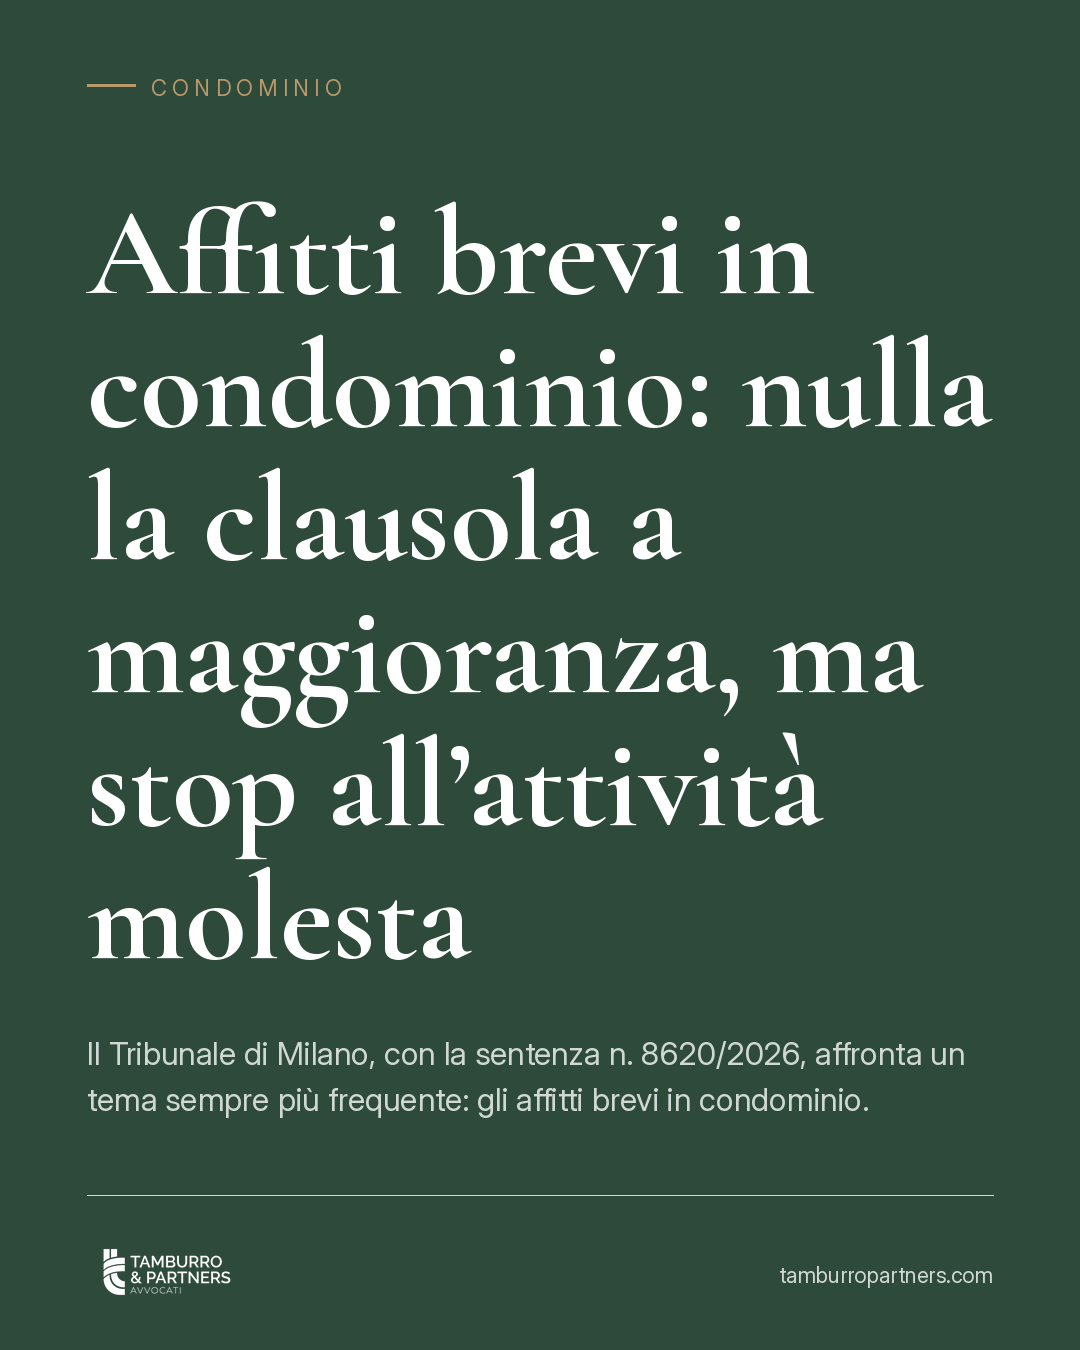 CONDOMINIO
Affitti brevi in
condominio: nulla
la clausola a
maggioranza, ma
stop all’attività
molesta
Il Tribunale di Milano, con la sentenza n. 8620/2026, affronta un
tema sempre più frequente: gli affitti brevi in condominio.
TAMBURRO
& PARTNERS
AVVOCATI
tamburropartners.com